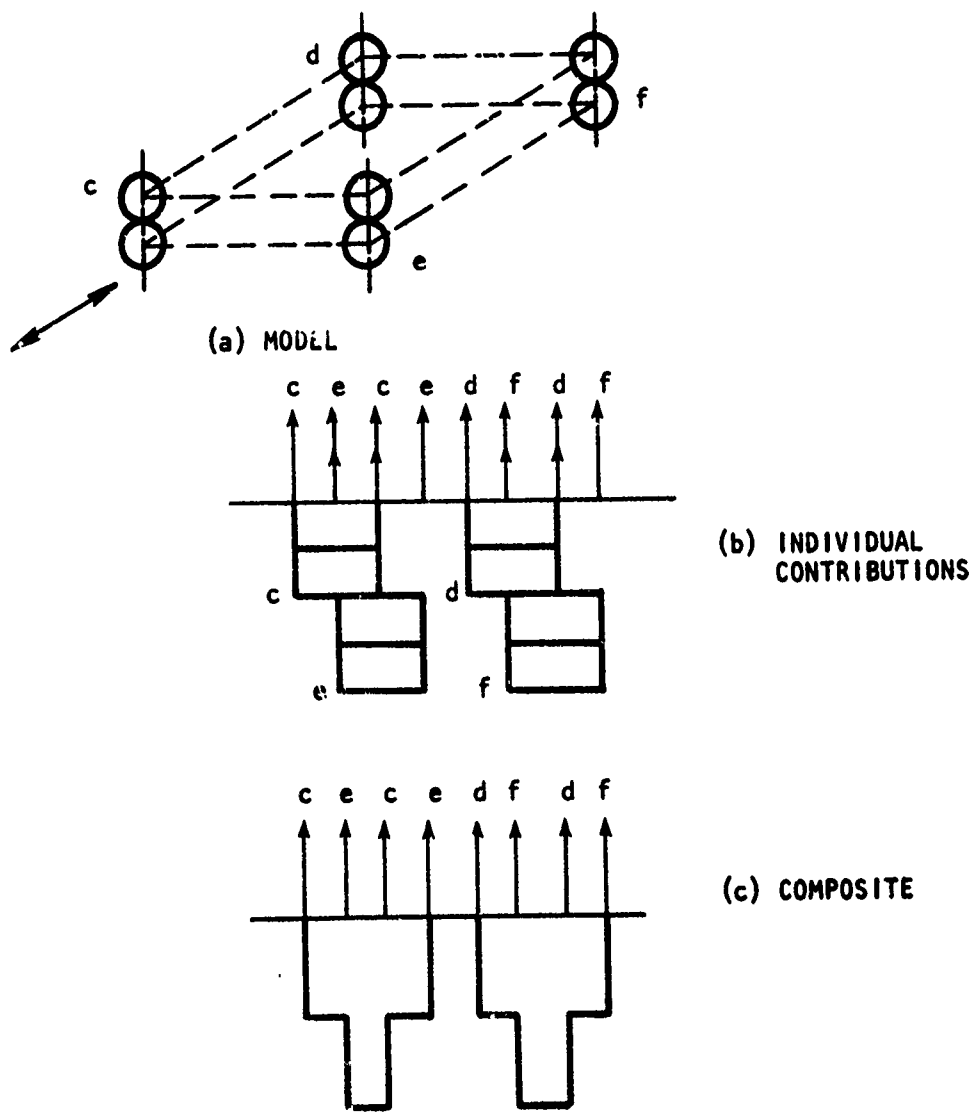 d
f
c
e
(a) MODEL
c e c e d f d f
(b) INDIVIDUAL
CONTRIBUTIONS
c d
e f
c e c e d f d f
(c) COMPOSITE